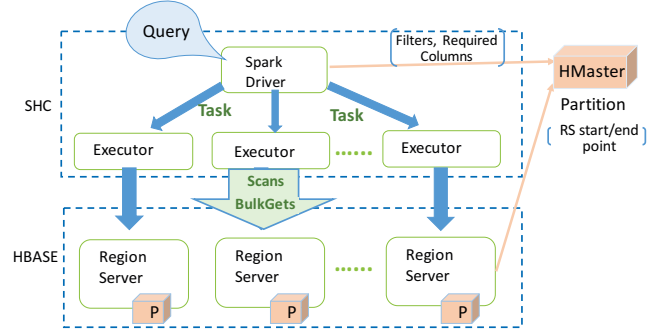 Query
Filters, Required
Columns
Spark
Driver
HMaster
Partition
RS start/end
point
SHC
Task
Task
Executor
Executor
......
Executor
Scans
BulkGets
HBASE
Region
Server
P
Region
Server
P
......
Region
Server
P